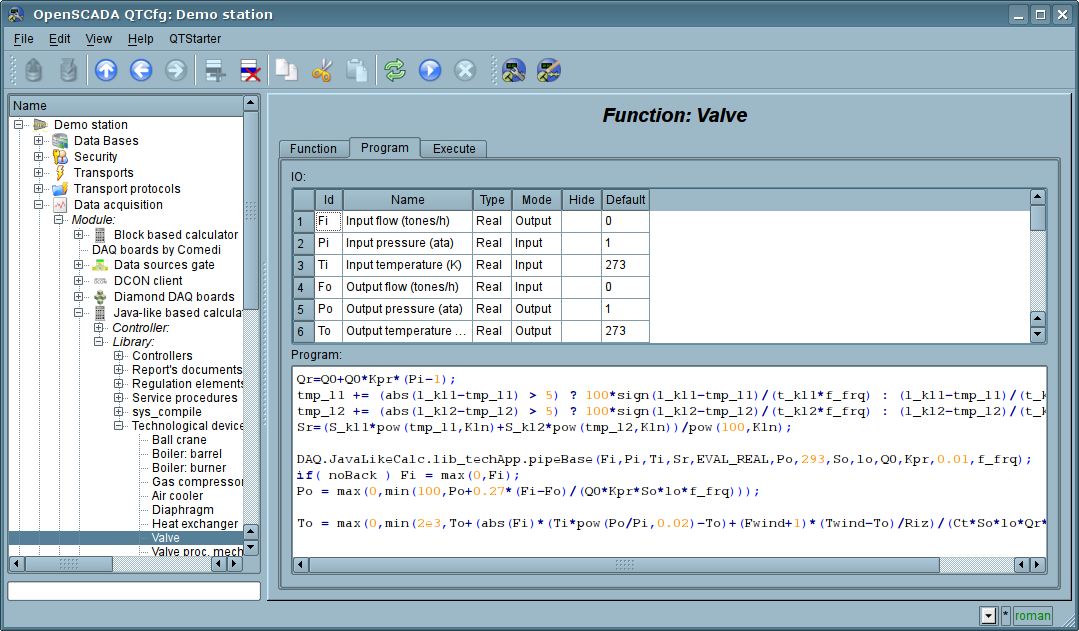 OpenSCADA QTCfg: Demo station
File Edit View Help QTStarter
Name
Demo station
Data Bases
Security
Transports
Transport protocols
Data acquisition
Module:
Block based calculator
DAQ boards by Comedi
Data sources gate
DCON client
Diamond DAQ boards
Java-like based calcula
Controller:
Library:
Controllers
Report's documents
Regulation elements
Service procedures
sys_compile
Technological device
Ball crane
Boiler: barrel
Boiler: burner
Gas compressor
Air cooler
Diaphragm
Heat exchanger
Valve
Valve proc. mech
Function: Valve
Function Program Execute
IO:
Id Name Type Mode Hide Default
1 Fi Input flow (tones/h) Real Output 0
2 Pi Input pressure (ata) Real Input 1
3 Ti Input temperature (K) Real Input 273
4 Fo Output flow (tones/h) Real Input 0
5 Po Output pressure (ata) Real Output 1
6 To Output temperature ... Real Output 273
Program:
Qr=Q0+Q0*Kpr*(Pi-1);
tmp_l1 += (abs(l_kl1-tmp_l1) > 5) ? 100*sign(l_kl1-tmp_l1)/(t_kl1*f_frq) : (l_kl1-tmp_l1)/(t_k
tmp_l2 += (abs(l_kl2-tmp_l2) > 5) ? 100*sign(l_kl2-tmp_l2)/(t_kl2*f_frq) : (l_kl2-tmp_l2)/(t_k
Sr=(S_kl1*pow(tmp_l1,Kln)+S_kl2*pow(tmp_l2,Kln))/pow(100,Kln);
DAQ.JavaLikeCalc.lib_techApp.pipeBase(Fi,Pi,Ti,Sr,EVAL_REAL,Po,293,So,lo,Q0,Kpr,0.01,f_frq);
if( noBack ) Fi = max(0,Fi);
Po = max(0,min(100,Po+0.27*(Fi-Fo)/(Q0*Kpr*So*lo*f_frq)));
To = max(0,min(2e3,To+(abs(Fi)*(Ti*pow(Po/Pi,0.02)-To)+(Fwind+1)*(Twind-To)/Riz)/(Ct*So*lo*Qr*
* roman